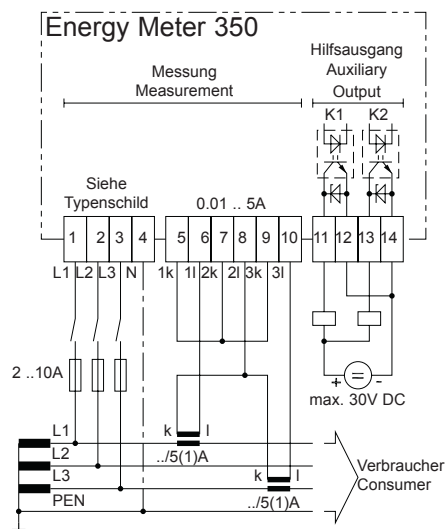 Energy Meter 350
Messung
Measurement
Hilfsausgang
Auxiliary
Output
K1 K2
Siehe
Typenschild
0.01 .. 5A
1 2 3 4 5 6 7 8 9 10 11 12 13 14
L1 L2 L3 N 1k 1l 2k 2l 3k 3l
2 ..10A
+ = -
max. 30V DC
L1 k l
../5(1)A
L2
L3 k l
PEN ../5(1)A
Verbraucher
Consumer